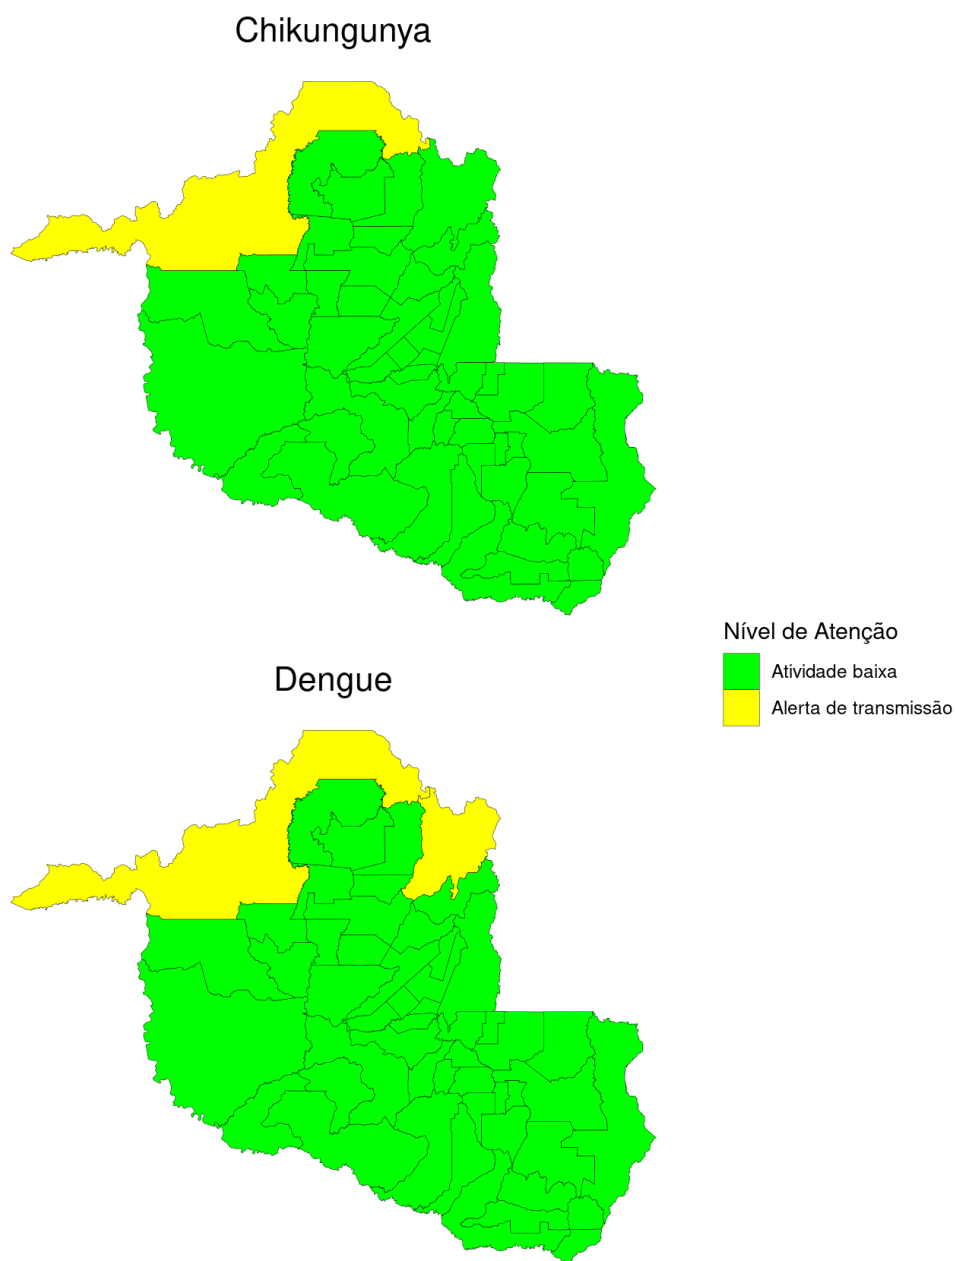 Chikungunya
Nível de Atenção
Atividade baixa
Alerta de transmissão
Dengue